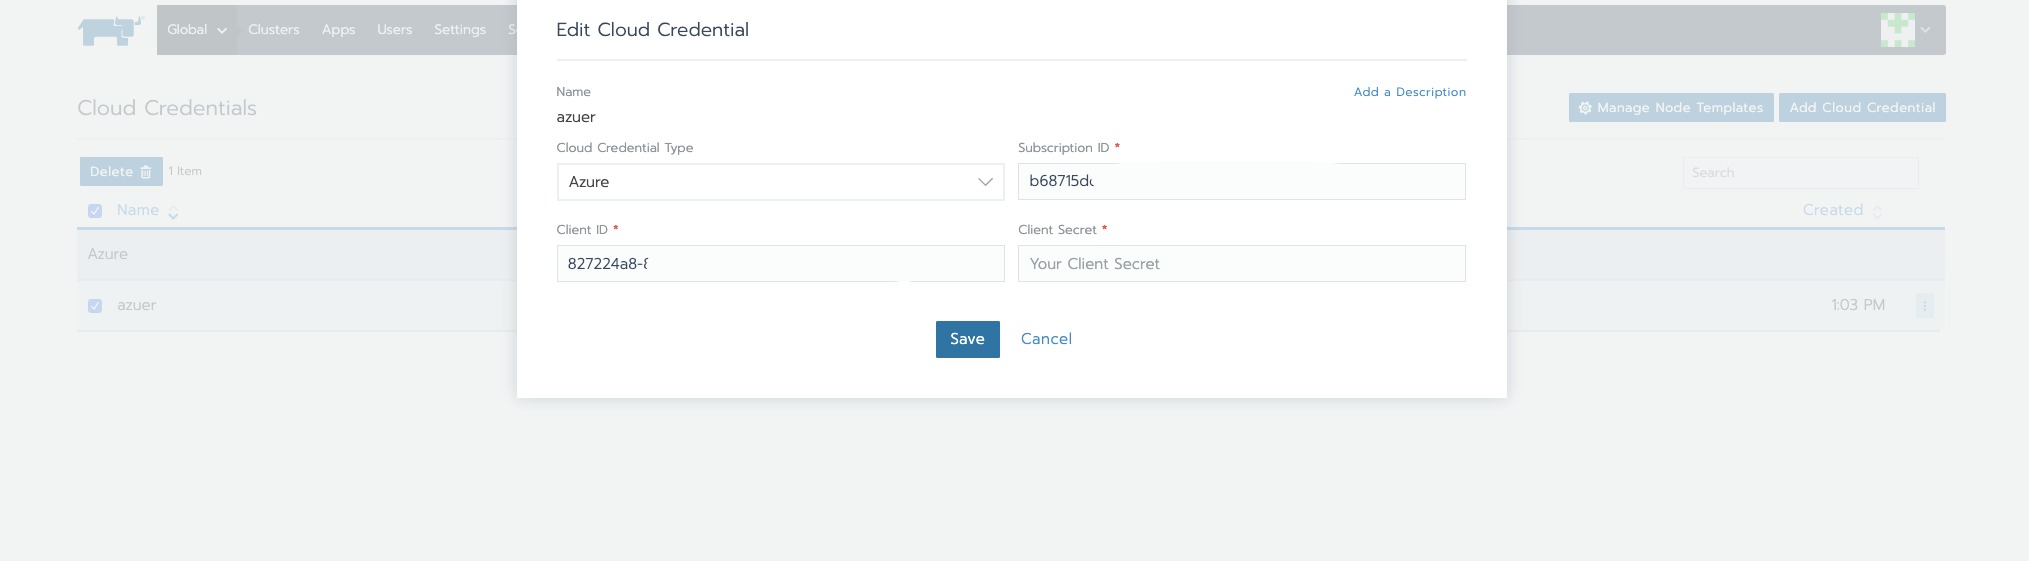 Edit Cloud Credential
Global Clusters Apps Users Settings
Name Add a Description
azuer
Cloud Credentials
Manage Node Templates Add Cloud Credential
Cloud Credential Type Subscription ID *
Azure b68715d
Delete 1 Item Search
Name Created
Client ID * Client Secret *
827224a8- Your Client Secret
Azure
azuer 1:03 PM
Save Cancel